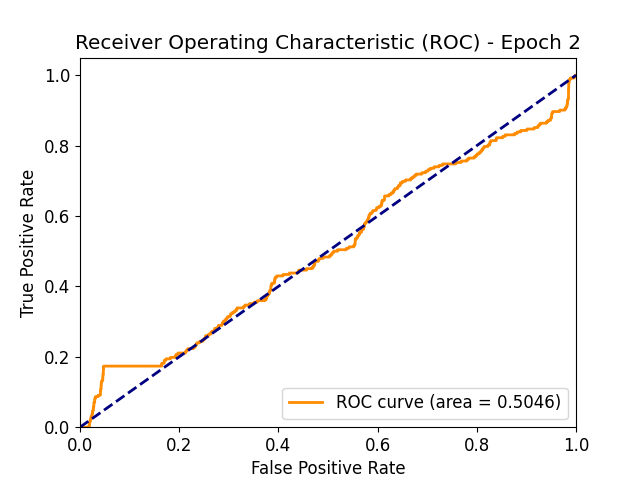 Receiver Operating Characteristic (ROC) - Epoch 2
True Positive Rate
1.0
0.8
0.6
0.4
0.2
0.0
0.0 0.2 0.4 0.6 0.8 1.0
False Positive Rate
ROC curve (area = 0.5046)